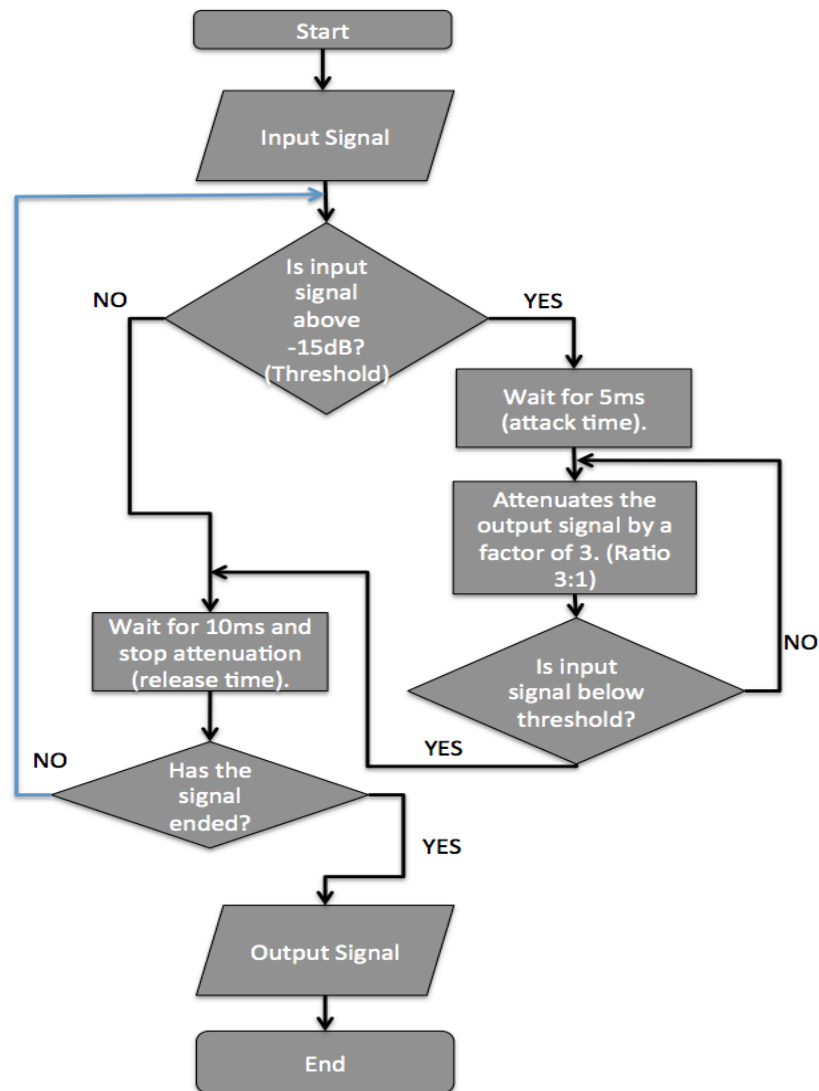 Start
Input Signal
Is input
signal
above
-15dB?
(Threshold)
NO
YES
Wait for 5ms
(attack time).
Attenuates the
output signal by a
factor of 3. (Ratio
3:1)
Is input
signal below
threshold?
NO
YES
Wait for 10ms and
stop attenuation
(release time).
Has the
signal
ended?
NO
YES
Output Signal
End